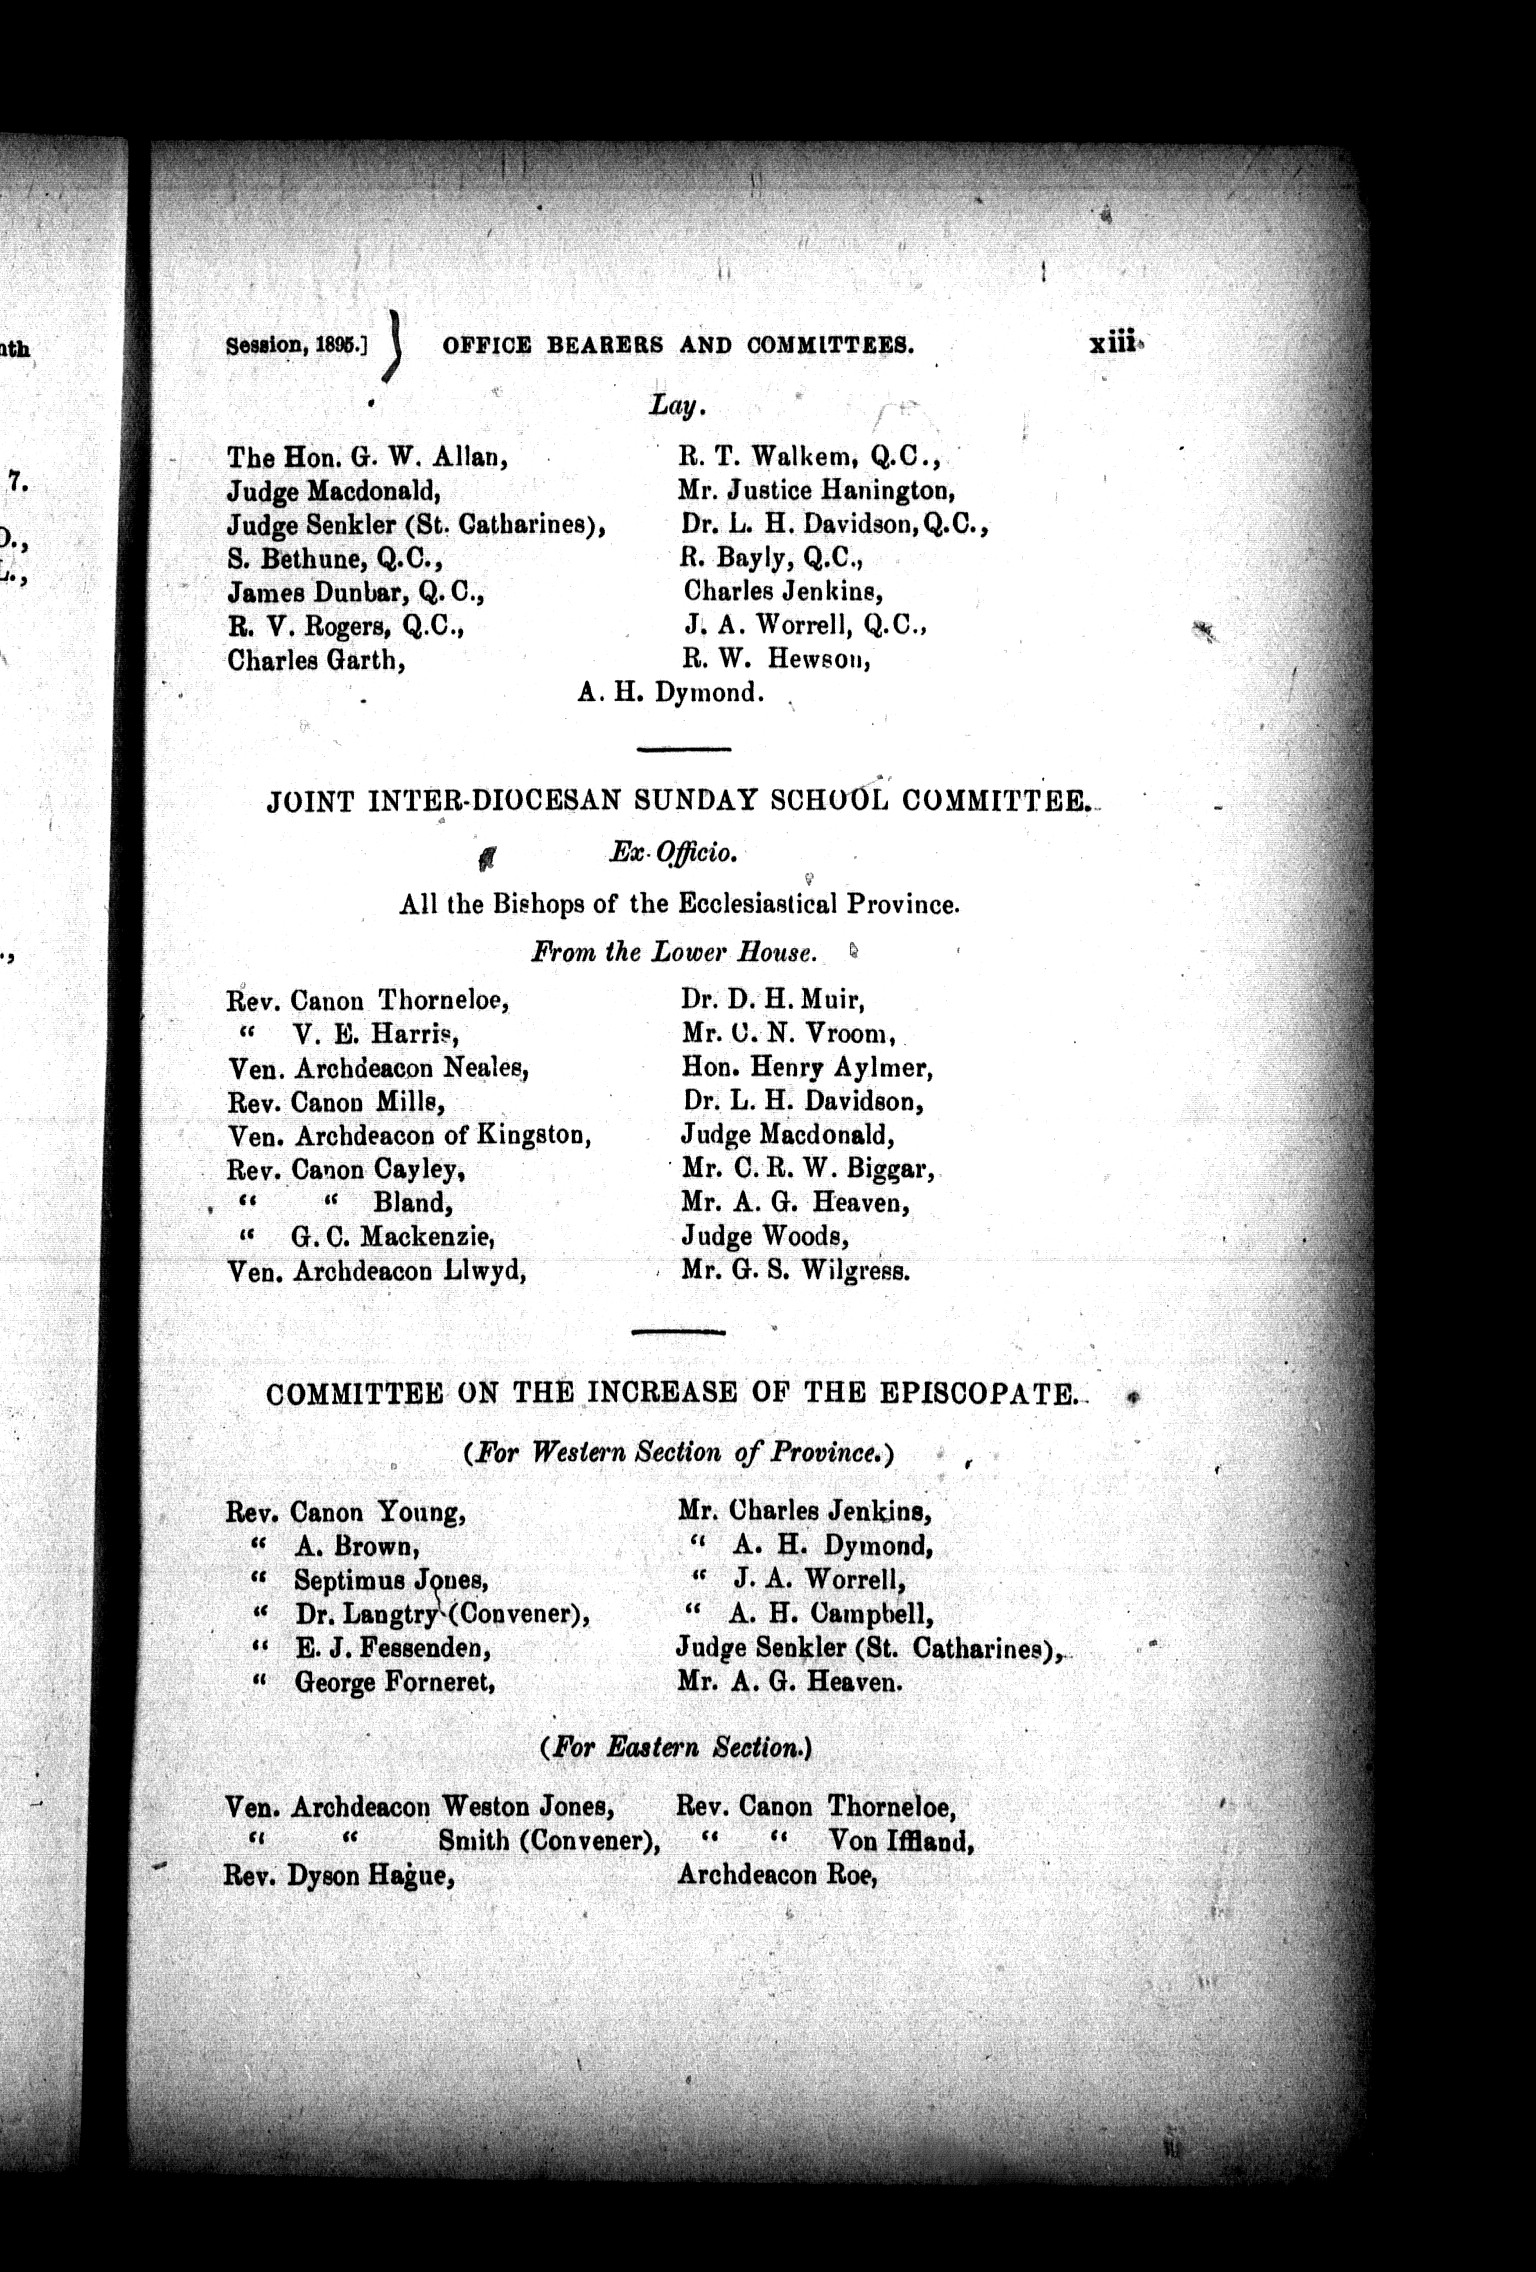 Session, 1895.] OFFICE BEARERS AND COMMITTEES. xiii
Lay.
The Hon. G. W. Allan, R. T. Walkem, Q.C.,
Judge Macdonald, Mr. Justice Hanington,
Judge Senkler (St. Catharines), Dr. L. H. Davidson, Q.C.,
S. Bethune, Q.C., R. Bayly, Q.C.,
James Dunbar, Q.C., Charles Jenkins,
R. V. Rogers, Q.C., J. A. Worrell, Q.C.,
Charles Garth, R. W. Hewson,
A. H. Dymond.
JOINT INTER-DIOCESAN SUNDAY SCHOOL COMMITTEE.
Ex-Officio.
All the Bishops of the Ecclesiastical Province.
From the Lower House.
Rev. Canon Thorneloe, Dr. D. H. Muir,
“ V. E. Harris, Mr. C. N. Vroom,
Ven. Archdeacon Neales, Hon. Henry Aylmer,
Rev. Canon Mills, Dr. L. H. Davidson,
Ven. Archdeacon of Kingston, Judge Macdonald,
Rev. Canon Cayley, Mr. C. R. W. Biggar,
“ “ Bland, Mr. A. G. Heaven,
“ G. C. Mackenzie, Judge Woods,
Ven. Archdeacon Llwyd, Mr. G. S. Wilgress.
COMMITTEE ON THE INCREASE OF THE EPISCOPATE.
(For Western Section of Province.)
Rev. Canon Young, Mr. Charles Jenkins,
“ A. Brown, “ A. H. Dymond,
“ Septimus Jones, “ J. A. Worrell,
“ Dr. Langtry (Convener), “ A. H. Campbell,
“ E. J. Fessenden, Judge Senkler (St. Catharines),
“ George Forneret, Mr. A. G. Heaven.
(For Eastern Section.)
Ven. Archdeacon Weston Jones, Rev. Canon Thorneloe,
“ “ Smith (Convener), “ “ Von Iffland,
Rev. Dyson Hague, Archdeacon Roe,